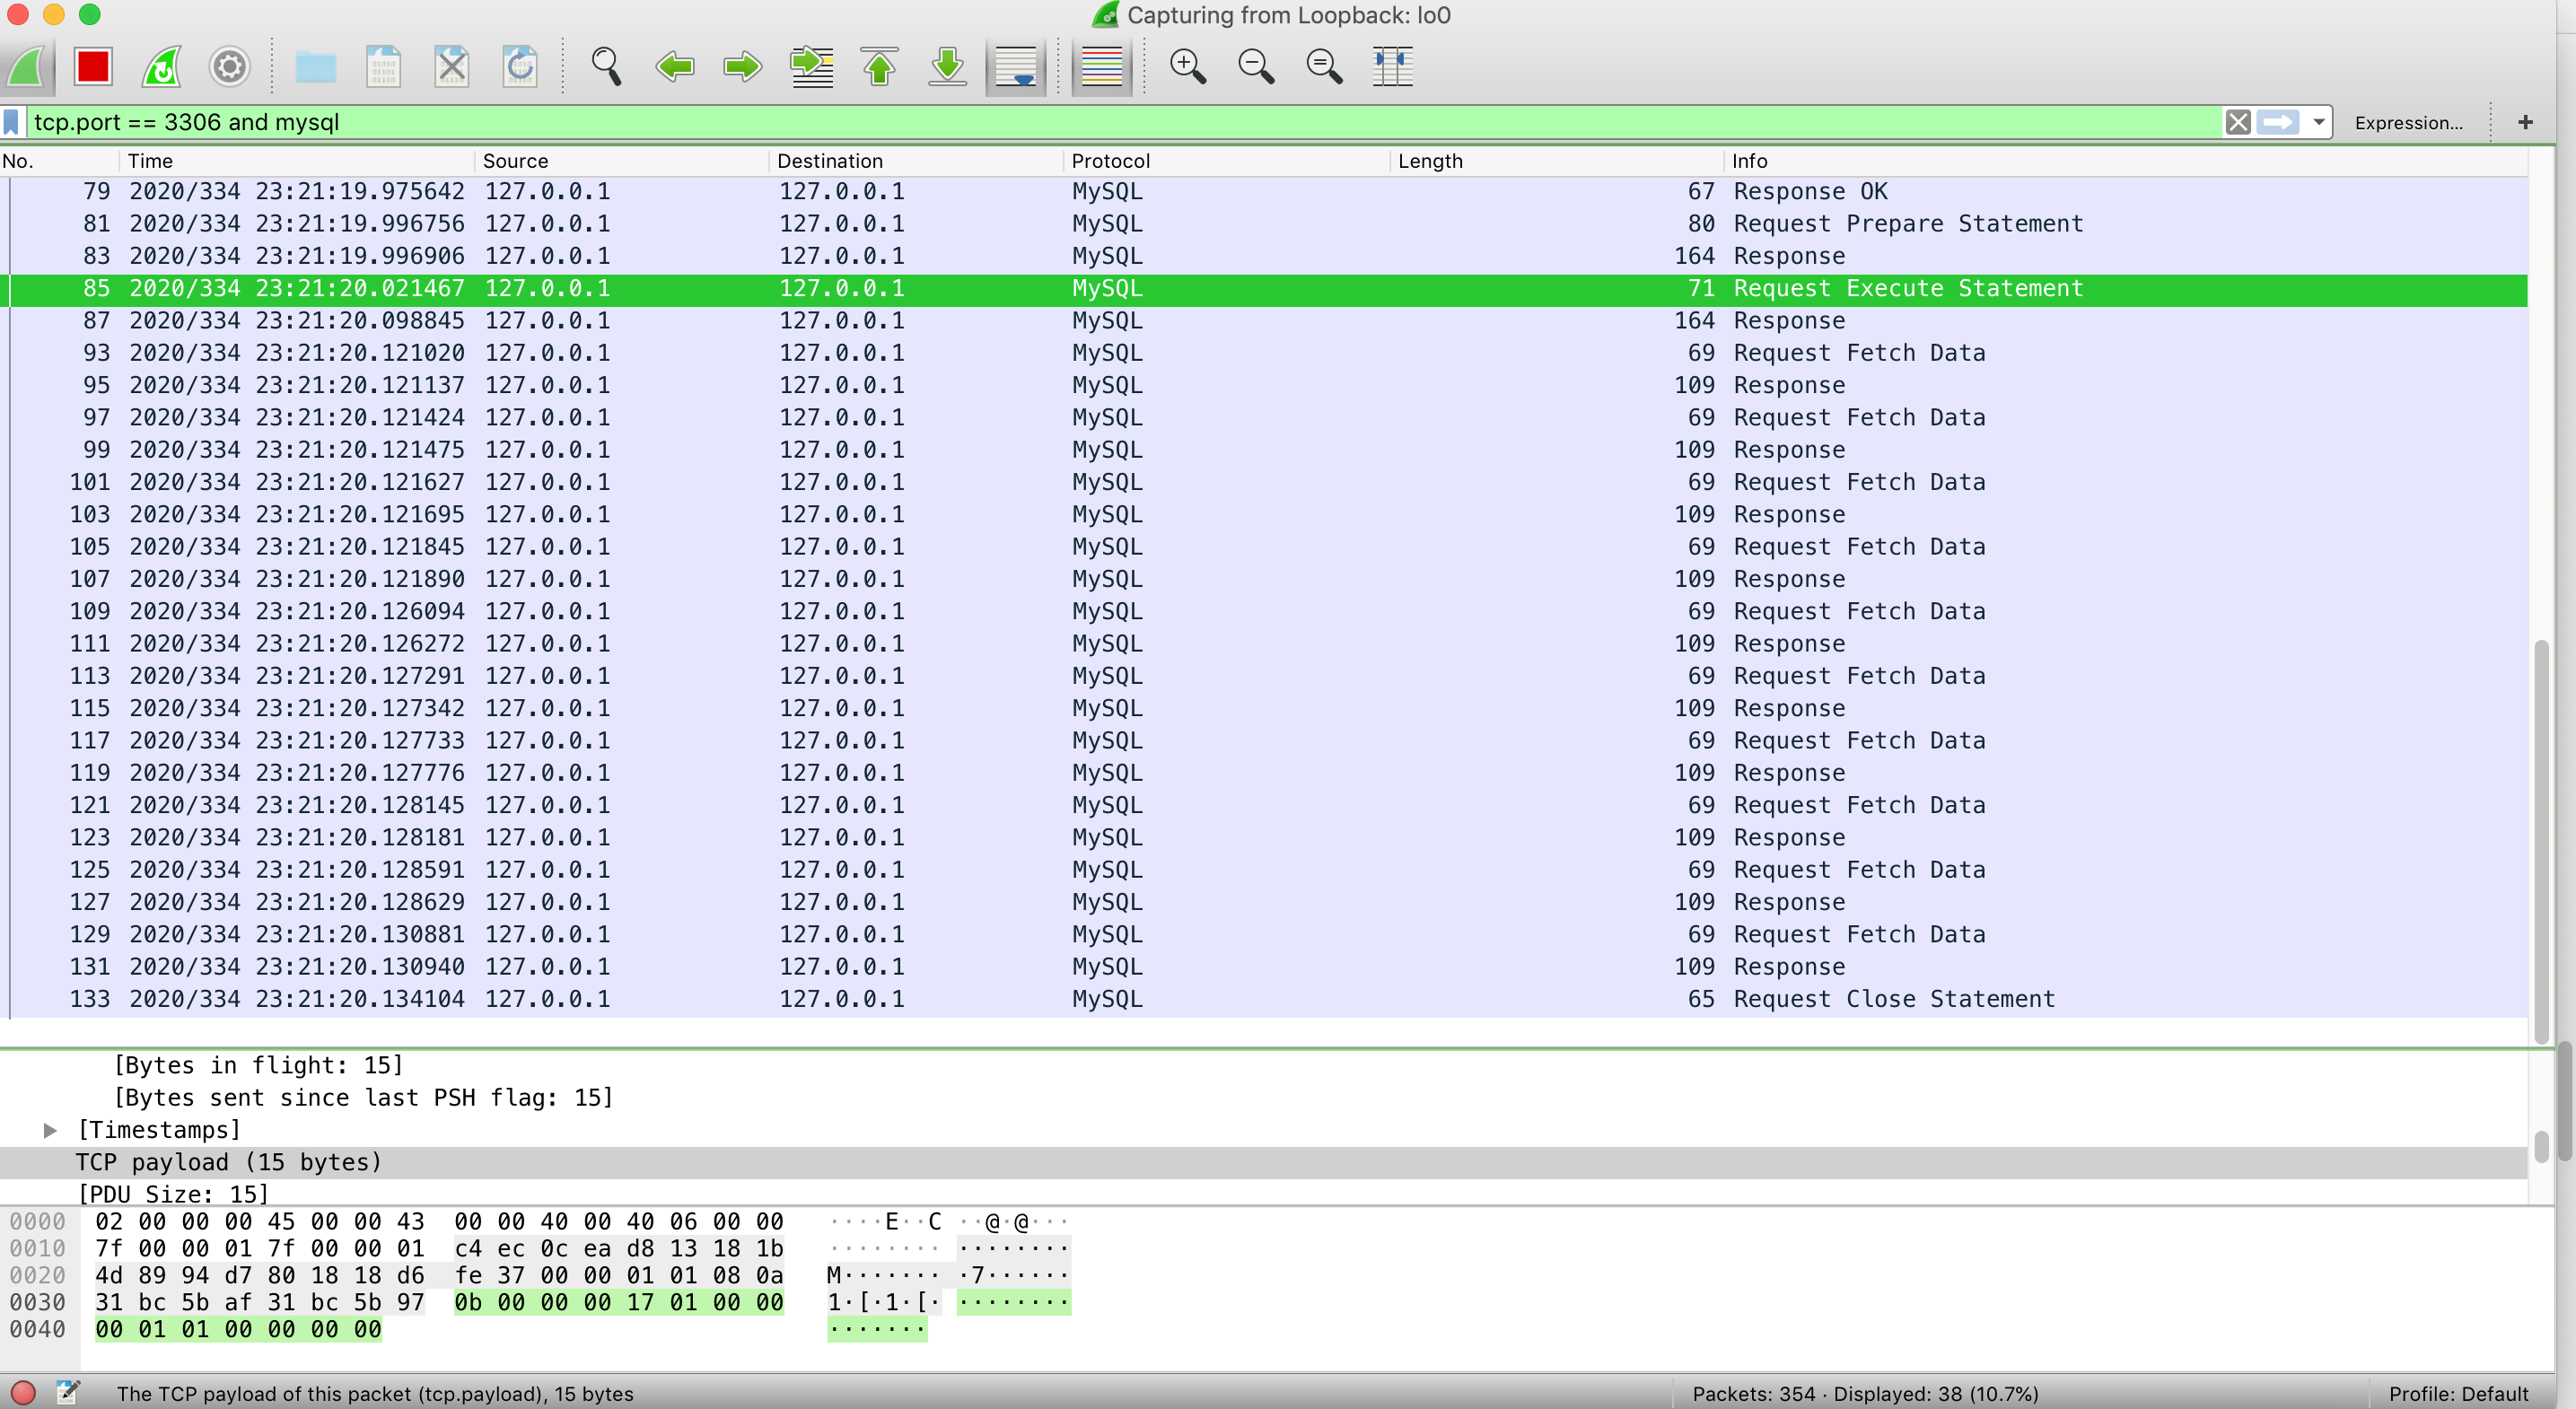 Capturing from Loopback: lo0
tcp.port == 3306 and mysql
Expression...
+
No. Time Source Destination Protocol Length Info
79 2020/334 23:21:19.975642 127.0.0.1 127.0.0.1 MySQL 67 Response OK
81 2020/334 23:21:19.996756 127.0.0.1 127.0.0.1 MySQL 80 Request Prepare Statement
83 2020/334 23:21:19.996906 127.0.0.1 127.0.0.1 MySQL 164 Response
85 2020/334 23:21:20.021467 127.0.0.1 127.0.0.1 MySQL 71 Request Execute Statement
87 2020/334 23:21:20.098845 127.0.0.1 127.0.0.1 MySQL 164 Response
93 2020/334 23:21:20.121020 127.0.0.1 127.0.0.1 MySQL 69 Request Fetch Data
95 2020/334 23:21:20.121137 127.0.0.1 127.0.0.1 MySQL 109 Response
97 2020/334 23:21:20.121424 127.0.0.1 127.0.0.1 MySQL 69 Request Fetch Data
99 2020/334 23:21:20.121475 127.0.0.1 127.0.0.1 MySQL 109 Response
101 2020/334 23:21:20.121627 127.0.0.1 127.0.0.1 MySQL 69 Request Fetch Data
103 2020/334 23:21:20.121695 127.0.0.1 127.0.0.1 MySQL 109 Response
105 2020/334 23:21:20.121845 127.0.0.1 127.0.0.1 MySQL 69 Request Fetch Data
107 2020/334 23:21:20.121890 127.0.0.1 127.0.0.1 MySQL 109 Response
109 2020/334 23:21:20.126094 127.0.0.1 127.0.0.1 MySQL 69 Request Fetch Data
111 2020/334 23:21:20.126272 127.0.0.1 127.0.0.1 MySQL 109 Response
113 2020/334 23:21:20.127291 127.0.0.1 127.0.0.1 MySQL 69 Request Fetch Data
115 2020/334 23:21:20.127342 127.0.0.1 127.0.0.1 MySQL 109 Response
117 2020/334 23:21:20.127733 127.0.0.1 127.0.0.1 MySQL 69 Request Fetch Data
119 2020/334 23:21:20.127776 127.0.0.1 127.0.0.1 MySQL 109 Response
121 2020/334 23:21:20.128145 127.0.0.1 127.0.0.1 MySQL 69 Request Fetch Data
123 2020/334 23:21:20.128181 127.0.0.1 127.0.0.1 MySQL 109 Response
125 2020/334 23:21:20.128591 127.0.0.1 127.0.0.1 MySQL 69 Request Fetch Data
127 2020/334 23:21:20.128629 127.0.0.1 127.0.0.1 MySQL 109 Response
129 2020/334 23:21:20.130881 127.0.0.1 127.0.0.1 MySQL 69 Request Fetch Data
131 2020/334 23:21:20.130940 127.0.0.1 127.0.0.1 MySQL 109 Response
133 2020/334 23:21:20.134104 127.0.0.1 127.0.0.1 MySQL 65 Request Close Statement
[Bytes in flight: 15]
[Bytes sent since last PSH flag: 15]
[Timestamps]
TCP payload (15 bytes)
[PDU Size: 15]
0000 02 00 00 00 45 00 00 43 00 00 40 00 40 06 00 00 ····E··C ··@·@···
0010 7f 00 00 01 7f 00 00 01 c4 ec 0c ea d8 13 18 1b ········ ········
0020 4d 89 94 d7 80 18 18 d6 fe 37 00 00 01 01 08 0a M······· ·7······
0030 31 bc 5b af 31 bc 5b 97 0b 00 00 00 17 01 00 00 1·[·1·[· ········
0040 00 01 01 00 00 00 00 ·······
The TCP payload of this packet (tcp.payload), 15 bytes
Packets: 354 · Displayed: 38 (10.7%)
Profile: Default